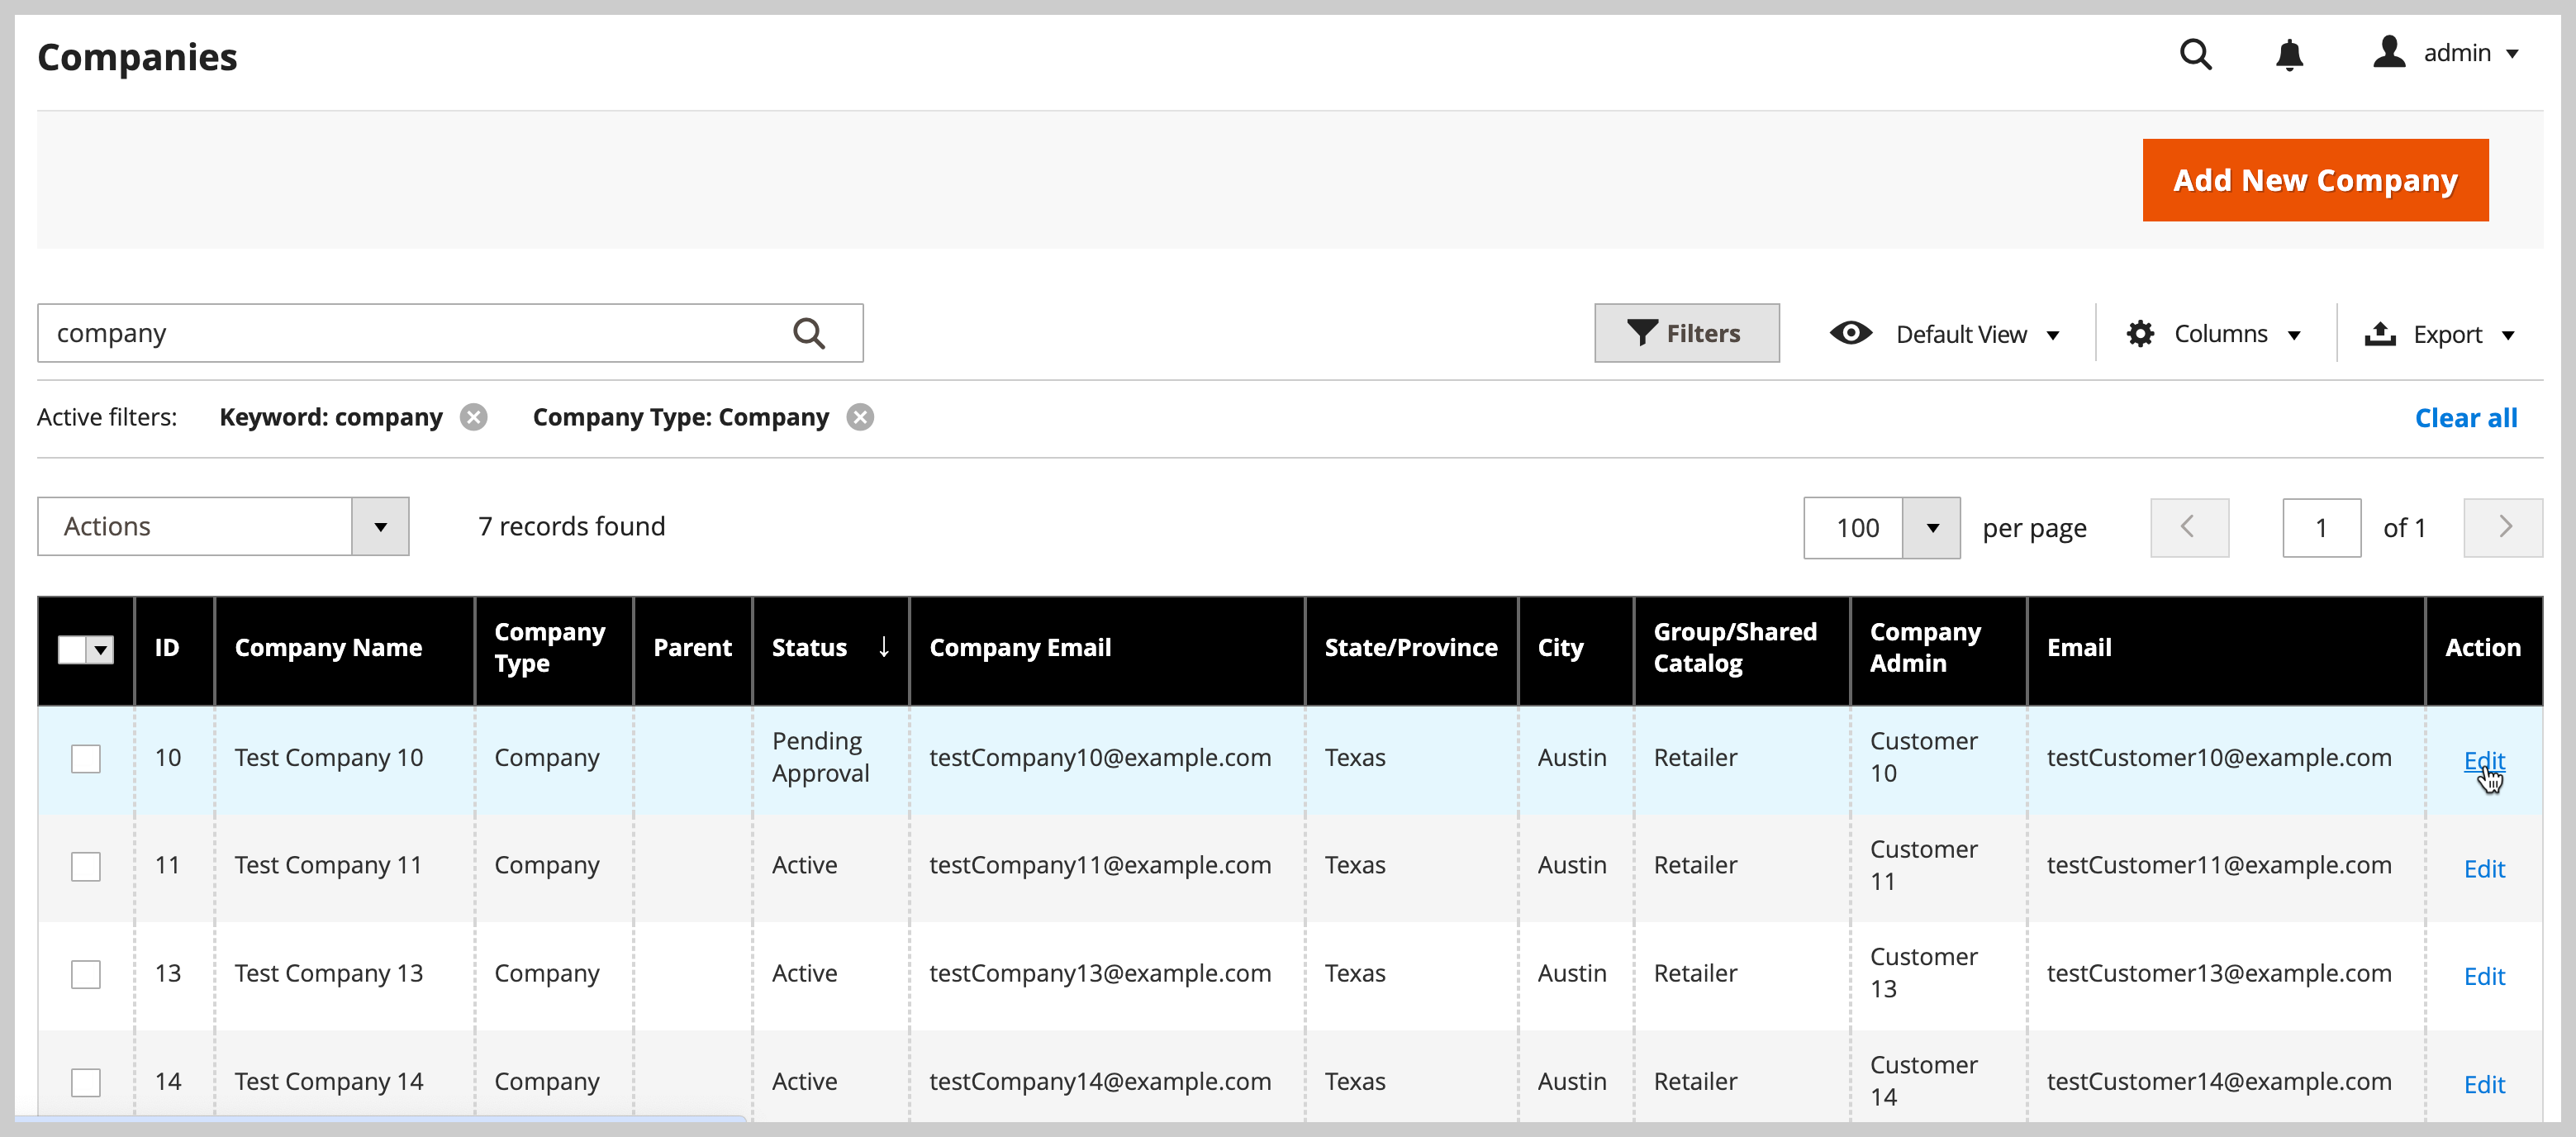 Companies
admin
Add New Company
company
Filters
Default View
Columns
Export
Active filters: Keyword: company Company Type: Company Clear all
Actions
7 records found
100 per page
1 of 1
ID Company Name Company Type Parent Status ↓ Company Email State/Province City Group/Shared Catalog Company Admin Email Action
10 Test Company 10 Company Pending Approval testCompany10@example.com Texas Austin Retailer Customer 10 testCustomer10@example.com Edit
11 Test Company 11 Company Active testCompany11@example.com Texas Austin Retailer Customer 11 testCustomer11@example.com Edit
13 Test Company 13 Company Active testCompany13@example.com Texas Austin Retailer Customer 13 testCustomer13@example.com Edit
14 Test Company 14 Company Active testCompany14@example.com Texas Austin Retailer Customer 14 testCustomer14@example.com Edit